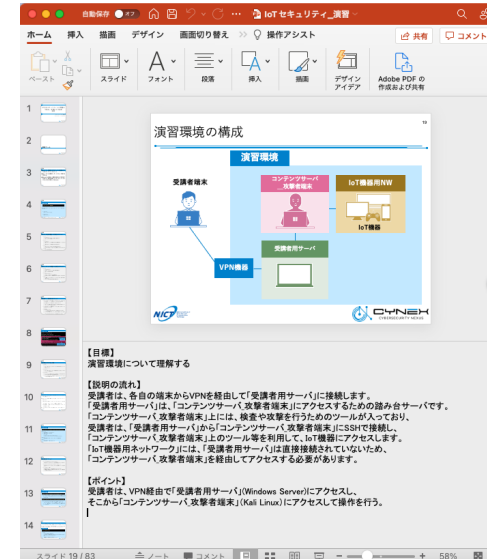 自動保存 オフ
IoT セキュリティ_演習
ホーム 挿入 描画 デザイン 画面切り替え 操作アシスト 共有 コメント
ペースト スライド フォント 段落 挿入 描画 デザイン アイデア Adobe PDF の 作成および共有
1
2
3
4
5
6
7
8
9
10
11
12
13
14
19
演習環境の構成
演習環境
受講者端末
コンテンツサーバ
_攻撃者端末
IoT機器用NW
IoT機器
受講者用サーバ
VPN機器
NICT
CYNEX
CYBERSECURITY NEXUS
【目標】
演習環境について理解する
【説明の流れ】
受講者は、各自の端末からVPNを経由して「受講者用サーバ」に接続します。
「受講者用サーバ」は、「コンテンツサーバ_攻撃者端末」にアクセスするための踏み台サーバです。
「コンテンツサーバ_攻撃者端末」上には、検査や攻撃を行うためのツールが入っており、
受講者は、「受講者用サーバ」から「コンテンツサーバ_攻撃者端末」にSSHで接続し、
「コンテンツサーバ_攻撃者端末」上のツール等を利用して、IoT機器にアクセスします。
「IoT機器用ネットワーク」には、「受講者用サーバ」は直接接続されていないため、
「コンテンツサーバ_攻撃者端末」を経由してアクセスする必要があります。
【ポイント】
受講者は、VPN経由で「受講者用サーバ」(Windows Server)にアクセスし、
そこから「コンテンツサーバ_攻撃者端末」(Kali Linux)にアクセスして操作を行う。
スライド 19 / 83 ノート コメント 58%